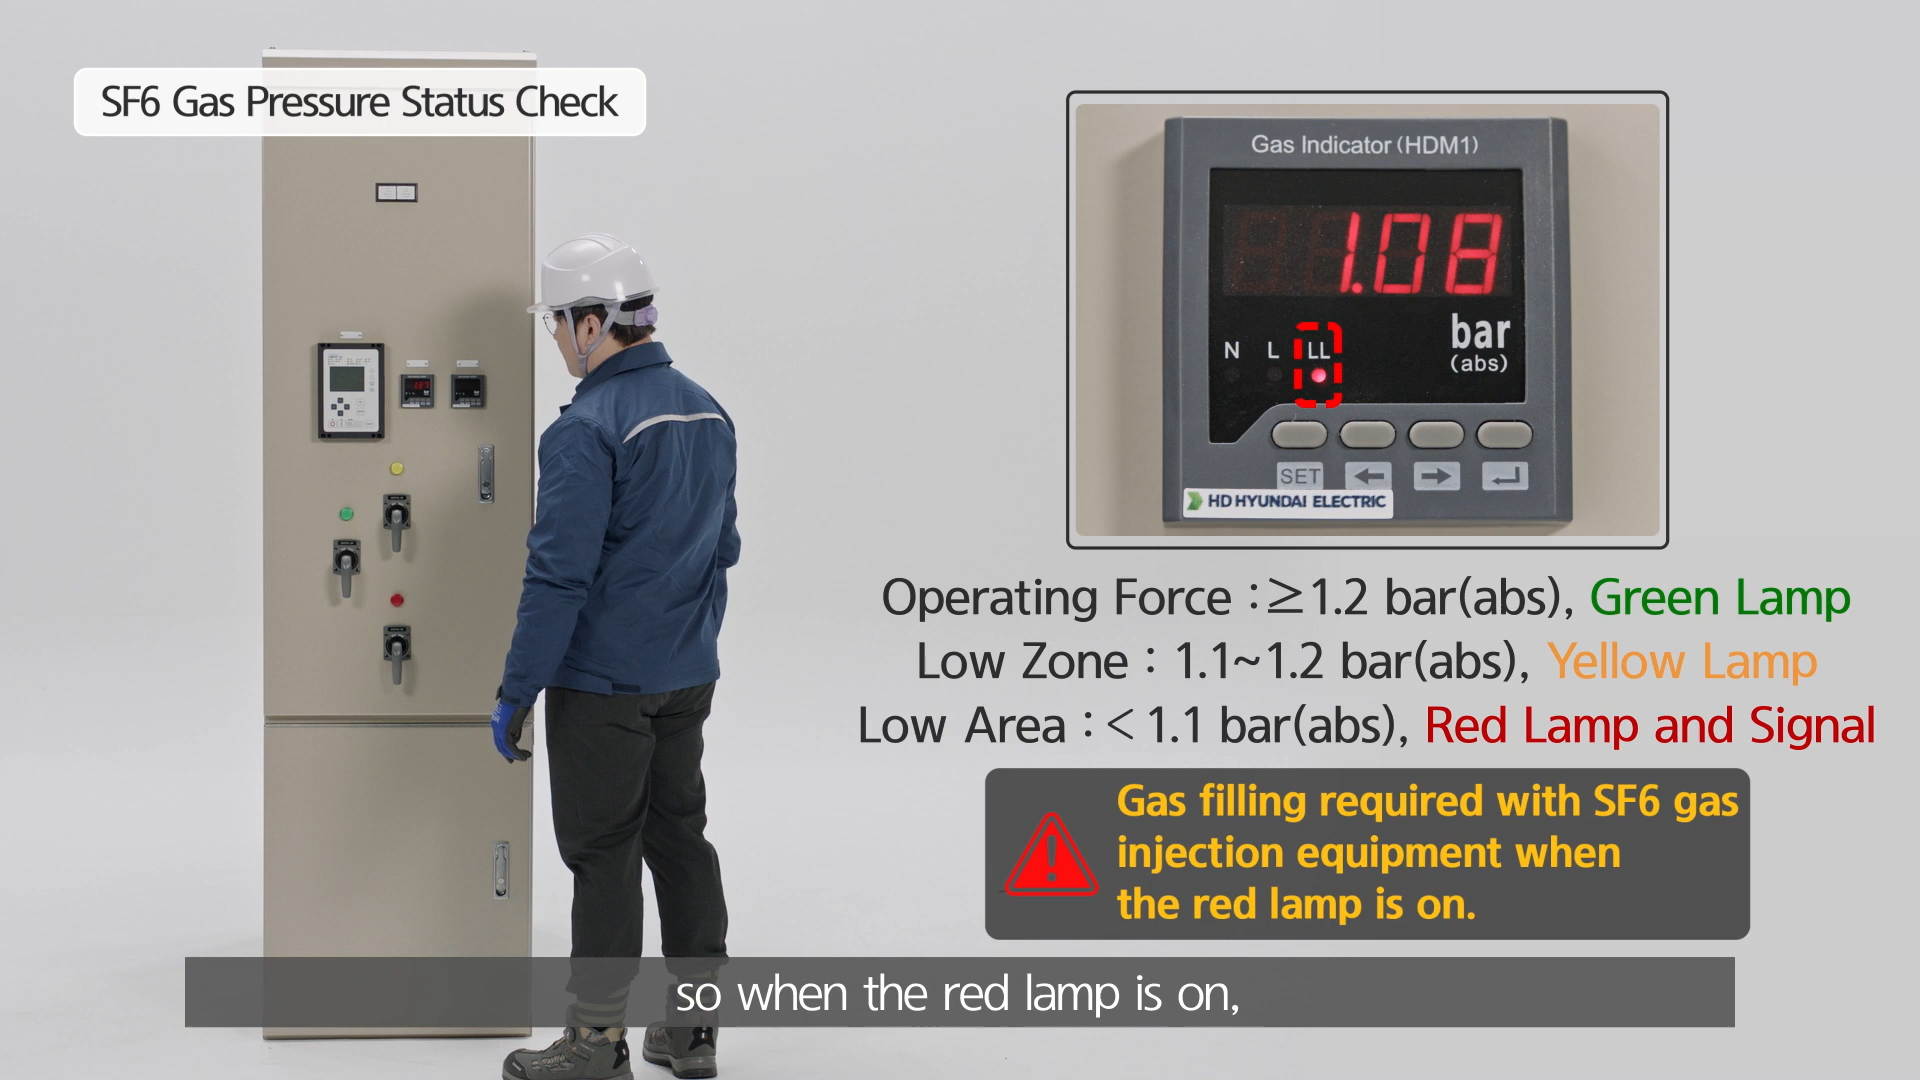 SF6 Gas Pressure Status Check
Gas Indicator (HDM1)
1.08
bar
(abs)
N L LL
SET
HD HYUNDAI ELECTRIC
Operating Force :≥1.2 bar(abs), Green Lamp
Low Zone : 1.1~1.2 bar(abs), Yellow Lamp
Low Area :<1.1 bar(abs), Red Lamp and Signal
Gas filling required with SF6 gas
injection equipment when
the red lamp is on.
so when the red lamp is on,